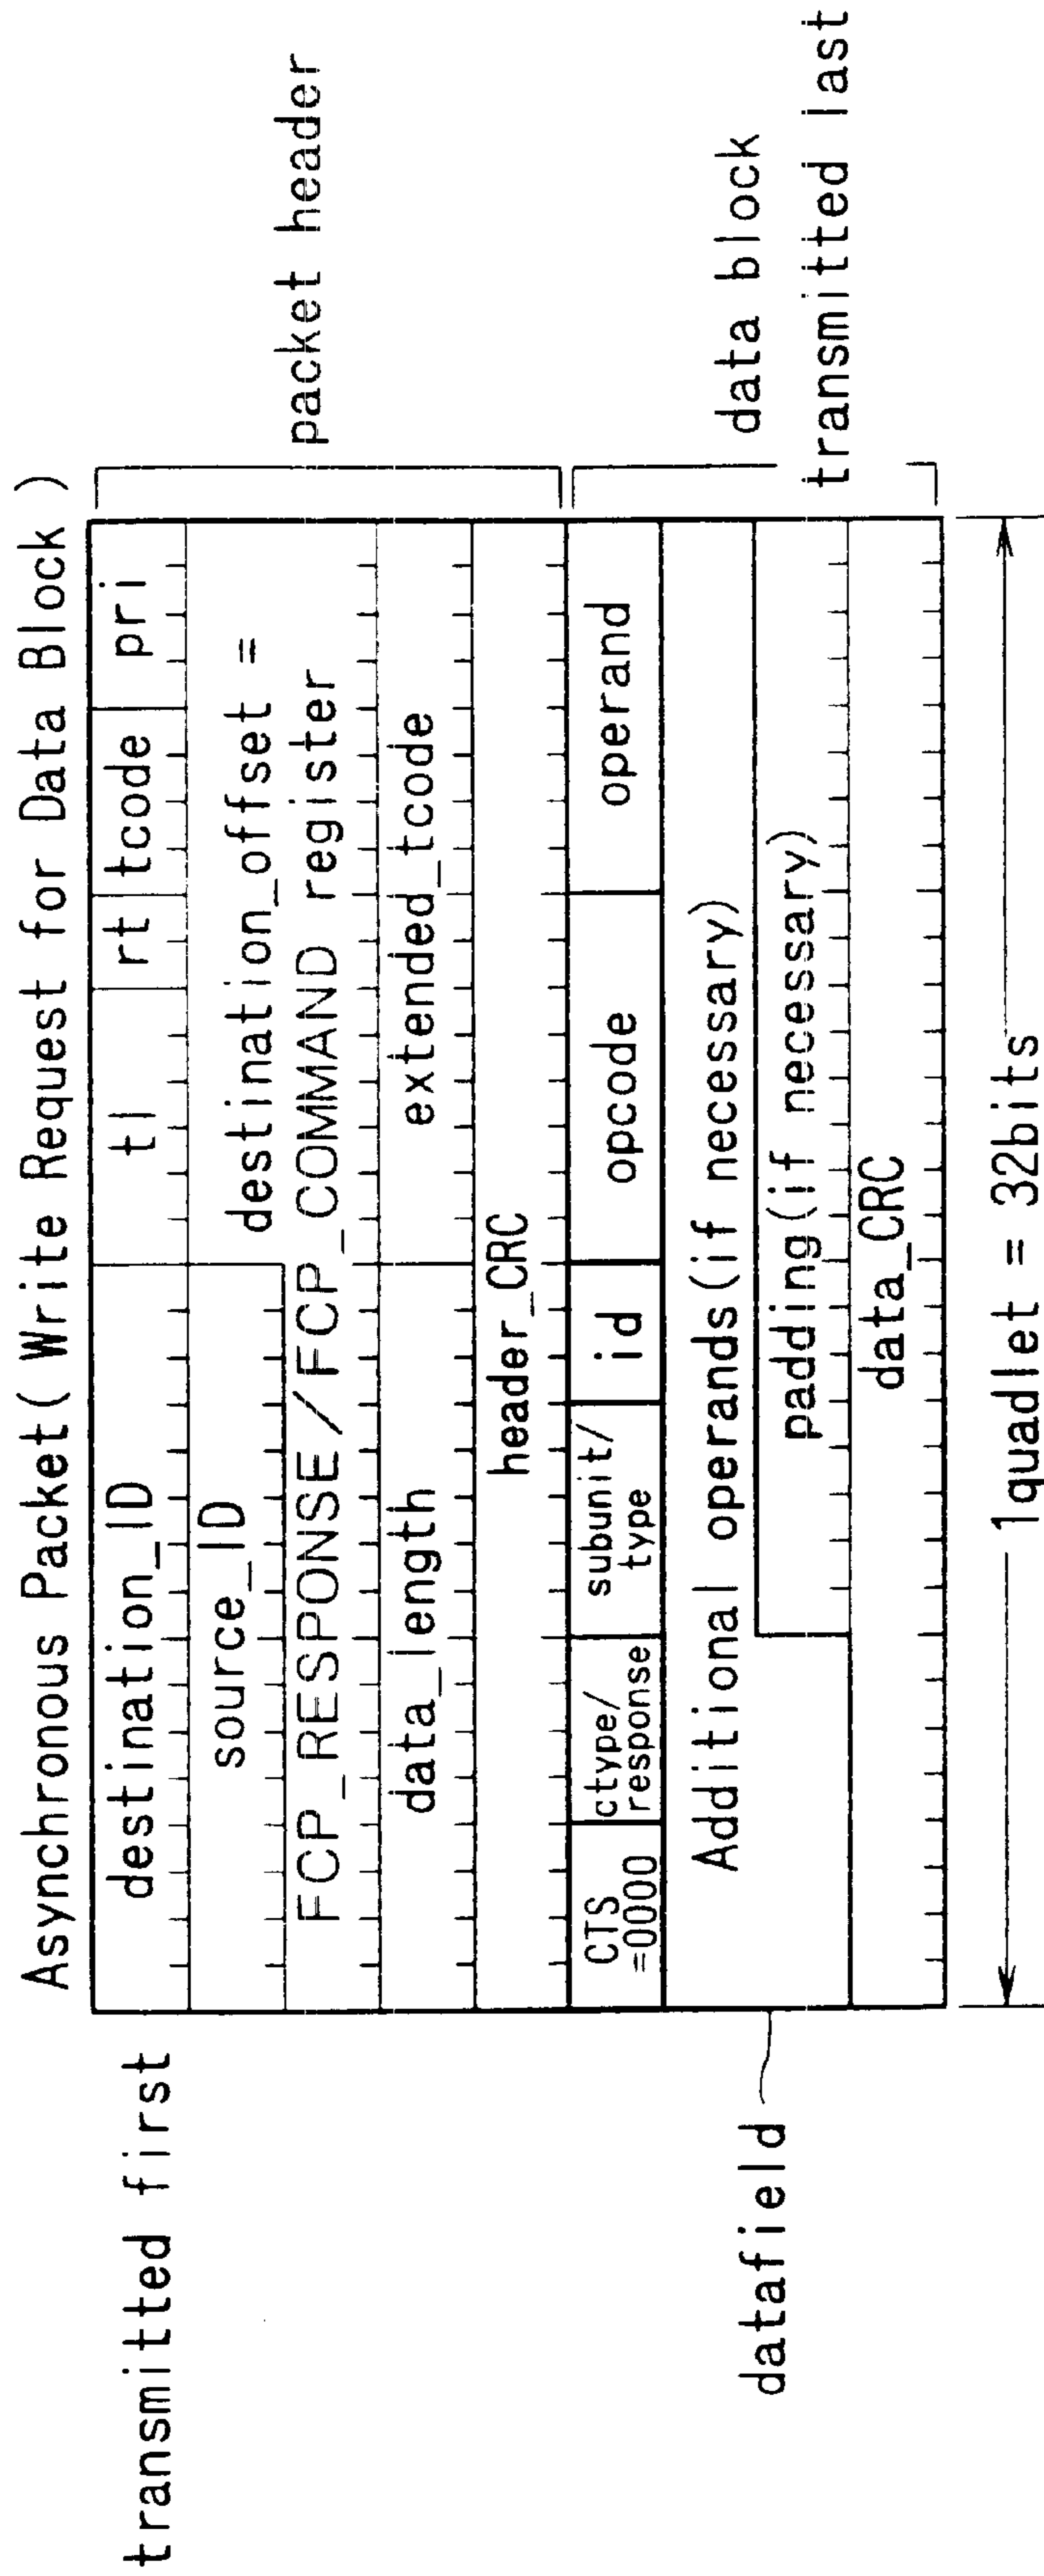 Asynchronous Packet( Write Request for Data Block )
transmitted first
destination_ID tl rt tcode pri
source_ID destination_offset =
FCP_RESPONSE/FCP_COMMAND register
packet header
data_length extended_tcode
header_CRC
CTS =0000 ctype/ response subunit/ type id opcode operand
Additional operands(if necessary)
padding(if necessary)
data_CRC
data block
transmitted last
datafield
1quadlet = 32bits